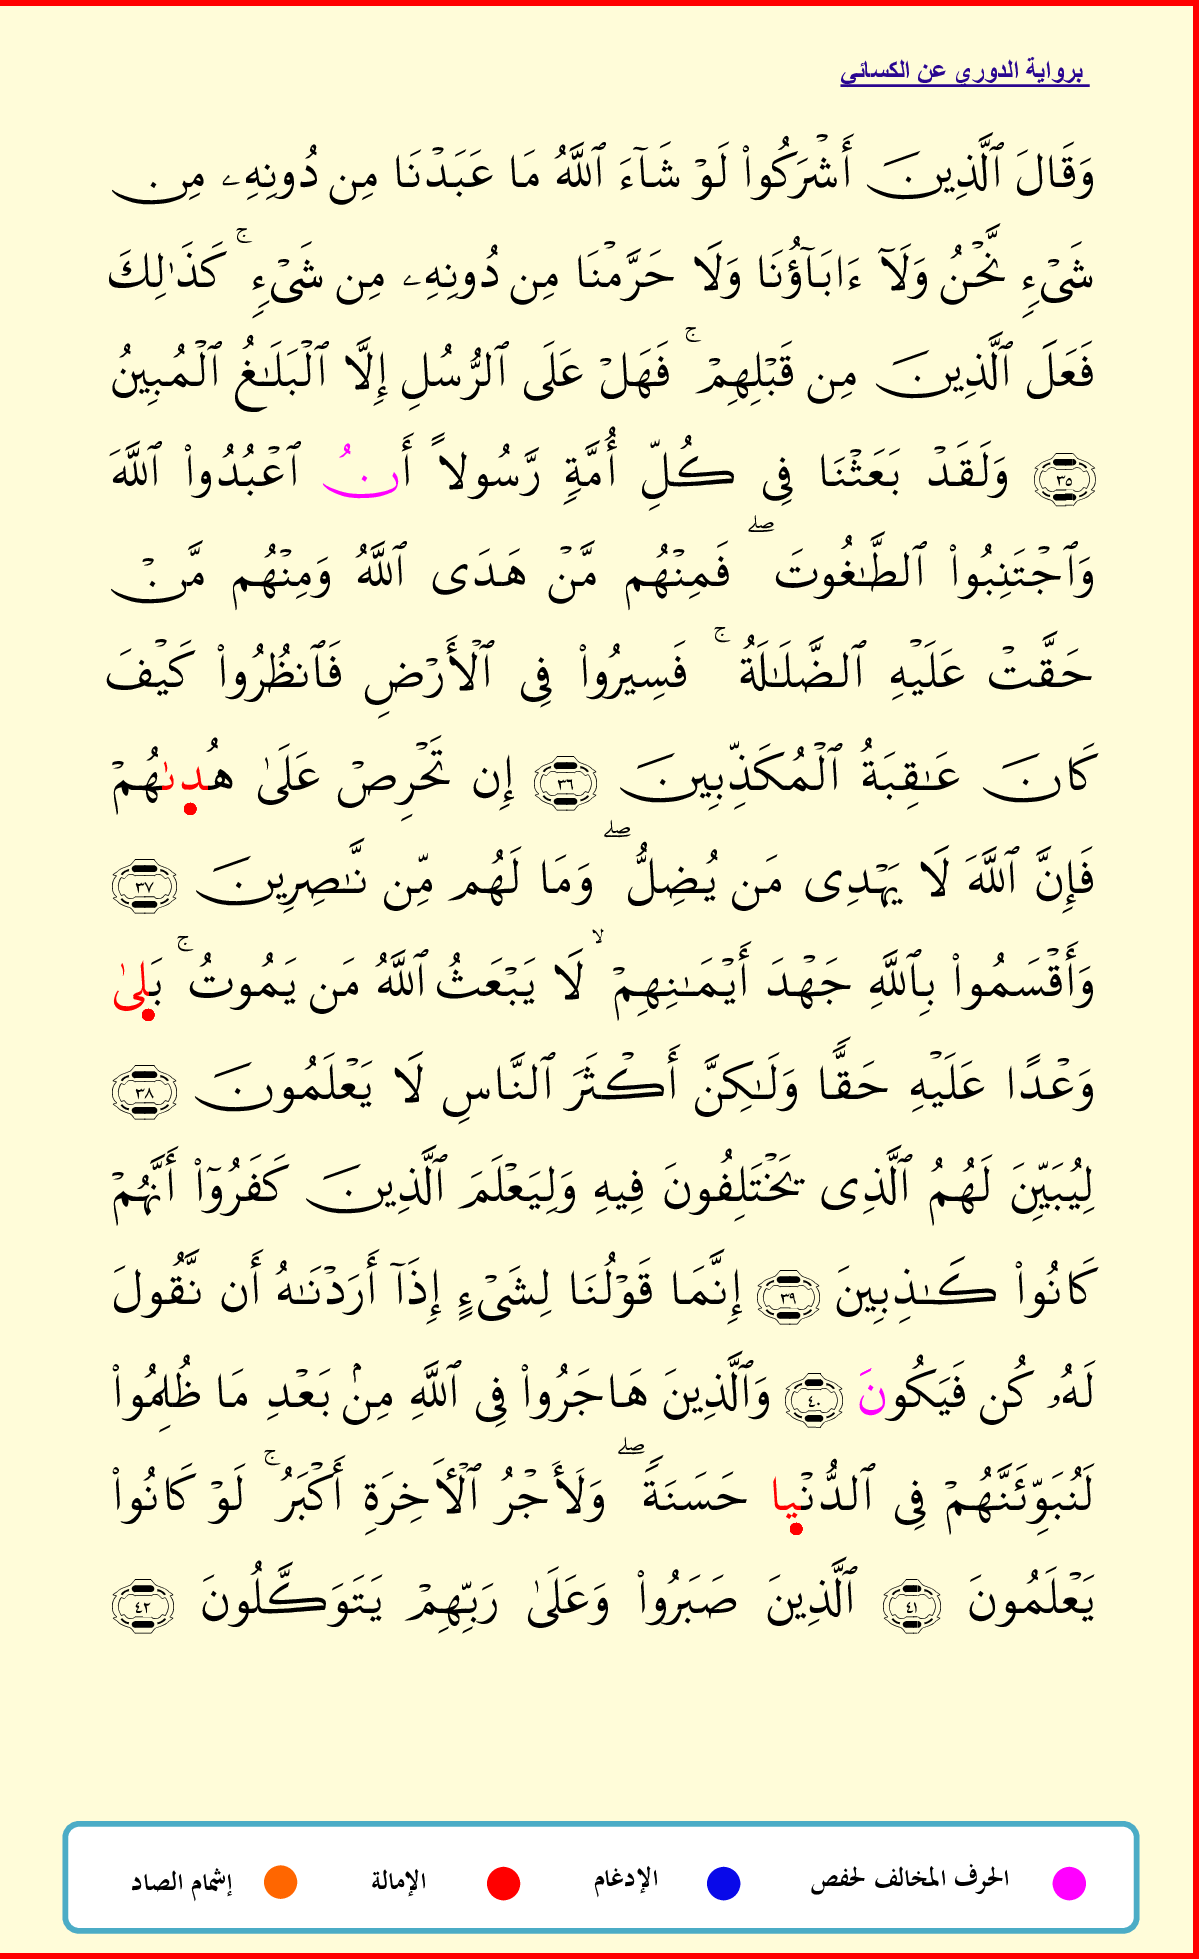 برواية الدوري عن الكسائي
وَقَالَ ٱلَّذِينَ أَشْرَكُوا۟ لَوْ شَآءَ ٱللَّهُ مَا عَبَدْنَا مِن دُونِهِۦ مِن
شَىْءٍ نَّحْنُ وَلَآ ءَابَآؤُنَا وَلَا حَرَّمْنَا مِن دُونِهِۦ مِن شَىْءٍ ۚ كَذَٰلِكَ
فَعَلَ ٱلَّذِينَ مِن قَبْلِهِمْ ۚ فَهَلْ عَلَى ٱلرُّسُلِ إِلَّا ٱلْبَلَـٰغُ ٱلْمُبِينُ
٣٥ وَلَقَدْ بَعَثْنَا فِى كُلِّ أُمَّةٍ رَّسُولاً أَنُ ٱعْبُدُوا۟ ٱللَّهَ
وَٱجْتَنِبُوا۟ ٱلطَّـٰغُوتَ ۖ فَمِنْهُم مَّنْ هَدَى ٱللَّهُ وَمِنْهُم مَّنْ
حَقَّتْ عَلَيْهِ ٱلضَّلَـٰلَةُ ۚ فَسِيرُوا۟ فِى ٱلْأَرْضِ فَٱنظُرُوا۟ كَيْفَ
كَانَ عَـٰقِبَةُ ٱلْمُكَذِّبِينَ ٣٦ إِن تَحْرِصْ عَلَىٰ هُدِىٰهُمْ
فَإِنَّ ٱللَّهَ لَا يَهْدِى مَن يُضِلُّ ۖ وَمَا لَهُم مِّن نَّـٰصِرِينَ ٣٧
وَأَقْسَمُوا۟ بِٱللَّهِ جَهْدَ أَيْمَـٰنِهِمْ ۙ لَا يَبْعَثُ ٱللَّهُ مَن يَمُوتُ ۚ بَلِىٰ
وَعْدًا عَلَيْهِ حَقًّا وَلَـٰكِنَّ أَكْثَرَ ٱلنَّاسِ لَا يَعْلَمُونَ ٣٨
لِيُبَيِّنَ لَهُمُ ٱلَّذِى يَخْتَلِفُونَ فِيهِ وَلِيَعْلَمَ ٱلَّذِينَ كَفَرُوٓا۟ أَنَّهُمْ
كَانُوا۟ كَـٰذِبِينَ ٣٩ إِنَّمَا قَوْلُنَا لِشَىْءٍ إِذَآ أَرَدْنَـٰهُ أَن نَّقُولَ
لَهُۥ كُن فَيَكُونَ ٤٠ وَٱلَّذِينَ هَاجَرُوا۟ فِى ٱللَّهِ مِنۢ بَعْدِ مَا ظُلِمُوا۟
لَنُبَوِّئَنَّهُمْ فِى ٱلدُّنْيِا حَسَنَةً ۖ وَلَأَجْرُ ٱلْأَخِرَةِ أَكْبَرُ ۚ لَوْ كَانُوا۟
يَعْلَمُونَ ٤١ ٱلَّذِينَ صَبَرُوا۟ وَعَلَىٰ رَبِّهِمْ يَتَوَكَّلُونَ ٤٢
الحرف المخالف لحفص الإدغام الإمالة إشمام الصاد